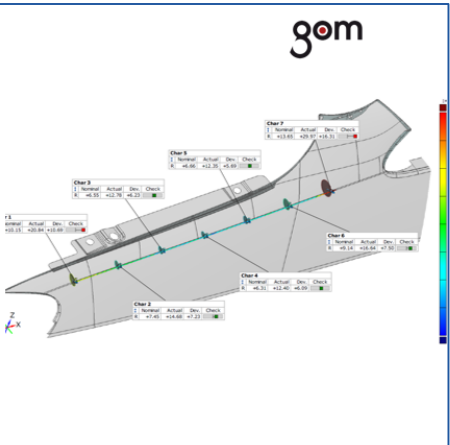 gom
Char 7
I Nominal Actual Dev. Check
R +13.65 +29.97 +16.31
Char 5
I Nominal Actual Dev. Check
R +6.66 +12.35 +5.69
Char 3
I Nominal Actual Dev. Check
R +6.55 +12.78 +6.23
r 1
Nominal Actual Dev. Check
+10.15 +20.84 +10.69
Char 6
I Nominal Actual Dev. Check
R +9.14 +16.64 +7.50
Char 4
I Nominal Actual Dev. Check
R +6.31 +12.40 +6.09
Char 2
I Nominal Actual Dev. Check
R +7.45 +14.68 +7.23
Z
X